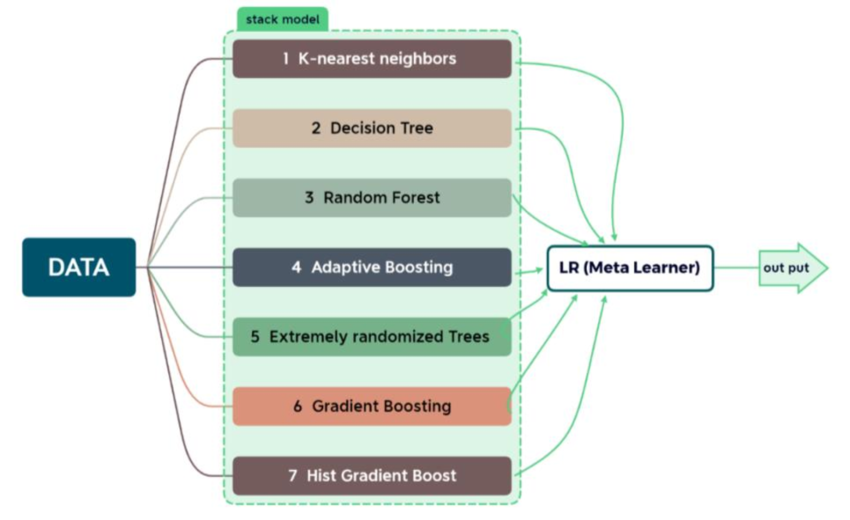 stack model
1 K-nearest neighbors
2 Decision Tree
3 Random Forest
DATA
4 Adaptive Boosting
LR (Meta Learner)
out put
5 Extremely randomized Trees
6 Gradient Boosting
7 Hist Gradient Boost